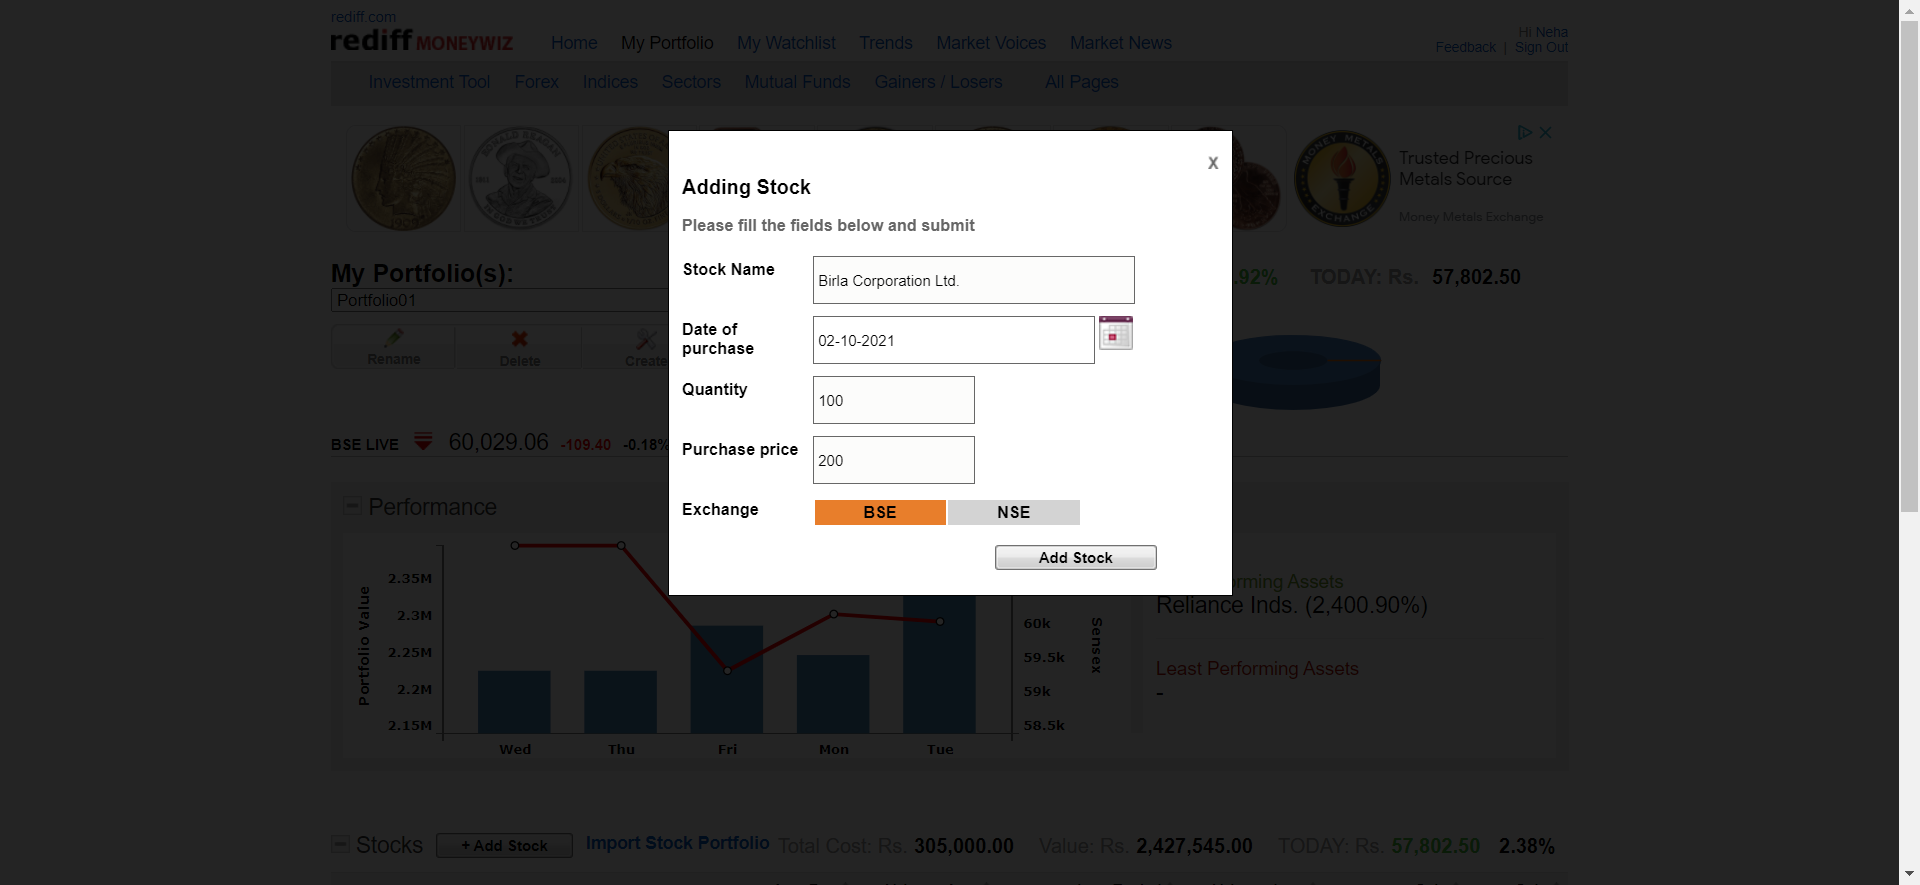 rediff.com
rediff MONEYWIZ
Home My Portfolio My Watchlist Trends Market Voices Market News
Hi Neha
Feedback | Sign Out
Investment Tool Forex Indices Sectors Mutual Funds Gainers / Losers All Pages
Trusted Precious
Metals Source
Money Metals Exchange
MONEY METALS
EXCHANGE
X
Adding Stock
Please fill the fields below and submit
Stock Name
Birla Corporation Ltd.
Date of
purchase
02-10-2021
Quantity
100
Purchase price
200
Exchange
BSE NSE
Add Stock
My Portfolio(s):
.92% TODAY: Rs. 57,802.50
Portfolio01
Rename Delete Create
BSE LIVE 60,029.06 -109.40 -0.18%
Performance
Portfolio Value
2.35M
2.3M
2.25M
2.2M
2.15M
Wed Thu Fri Mon Tue
60k
59.5k
59k
58.5k
Sensex
rming Assets
Reliance Inds. (2,400.90%)
Least Performing Assets
-
Stocks + Add Stock Import Stock Portfolio Total Cost: Rs. 305,000.00 Value: Rs. 2,427,545.00 TODAY: Rs. 57,802.50 2.38%